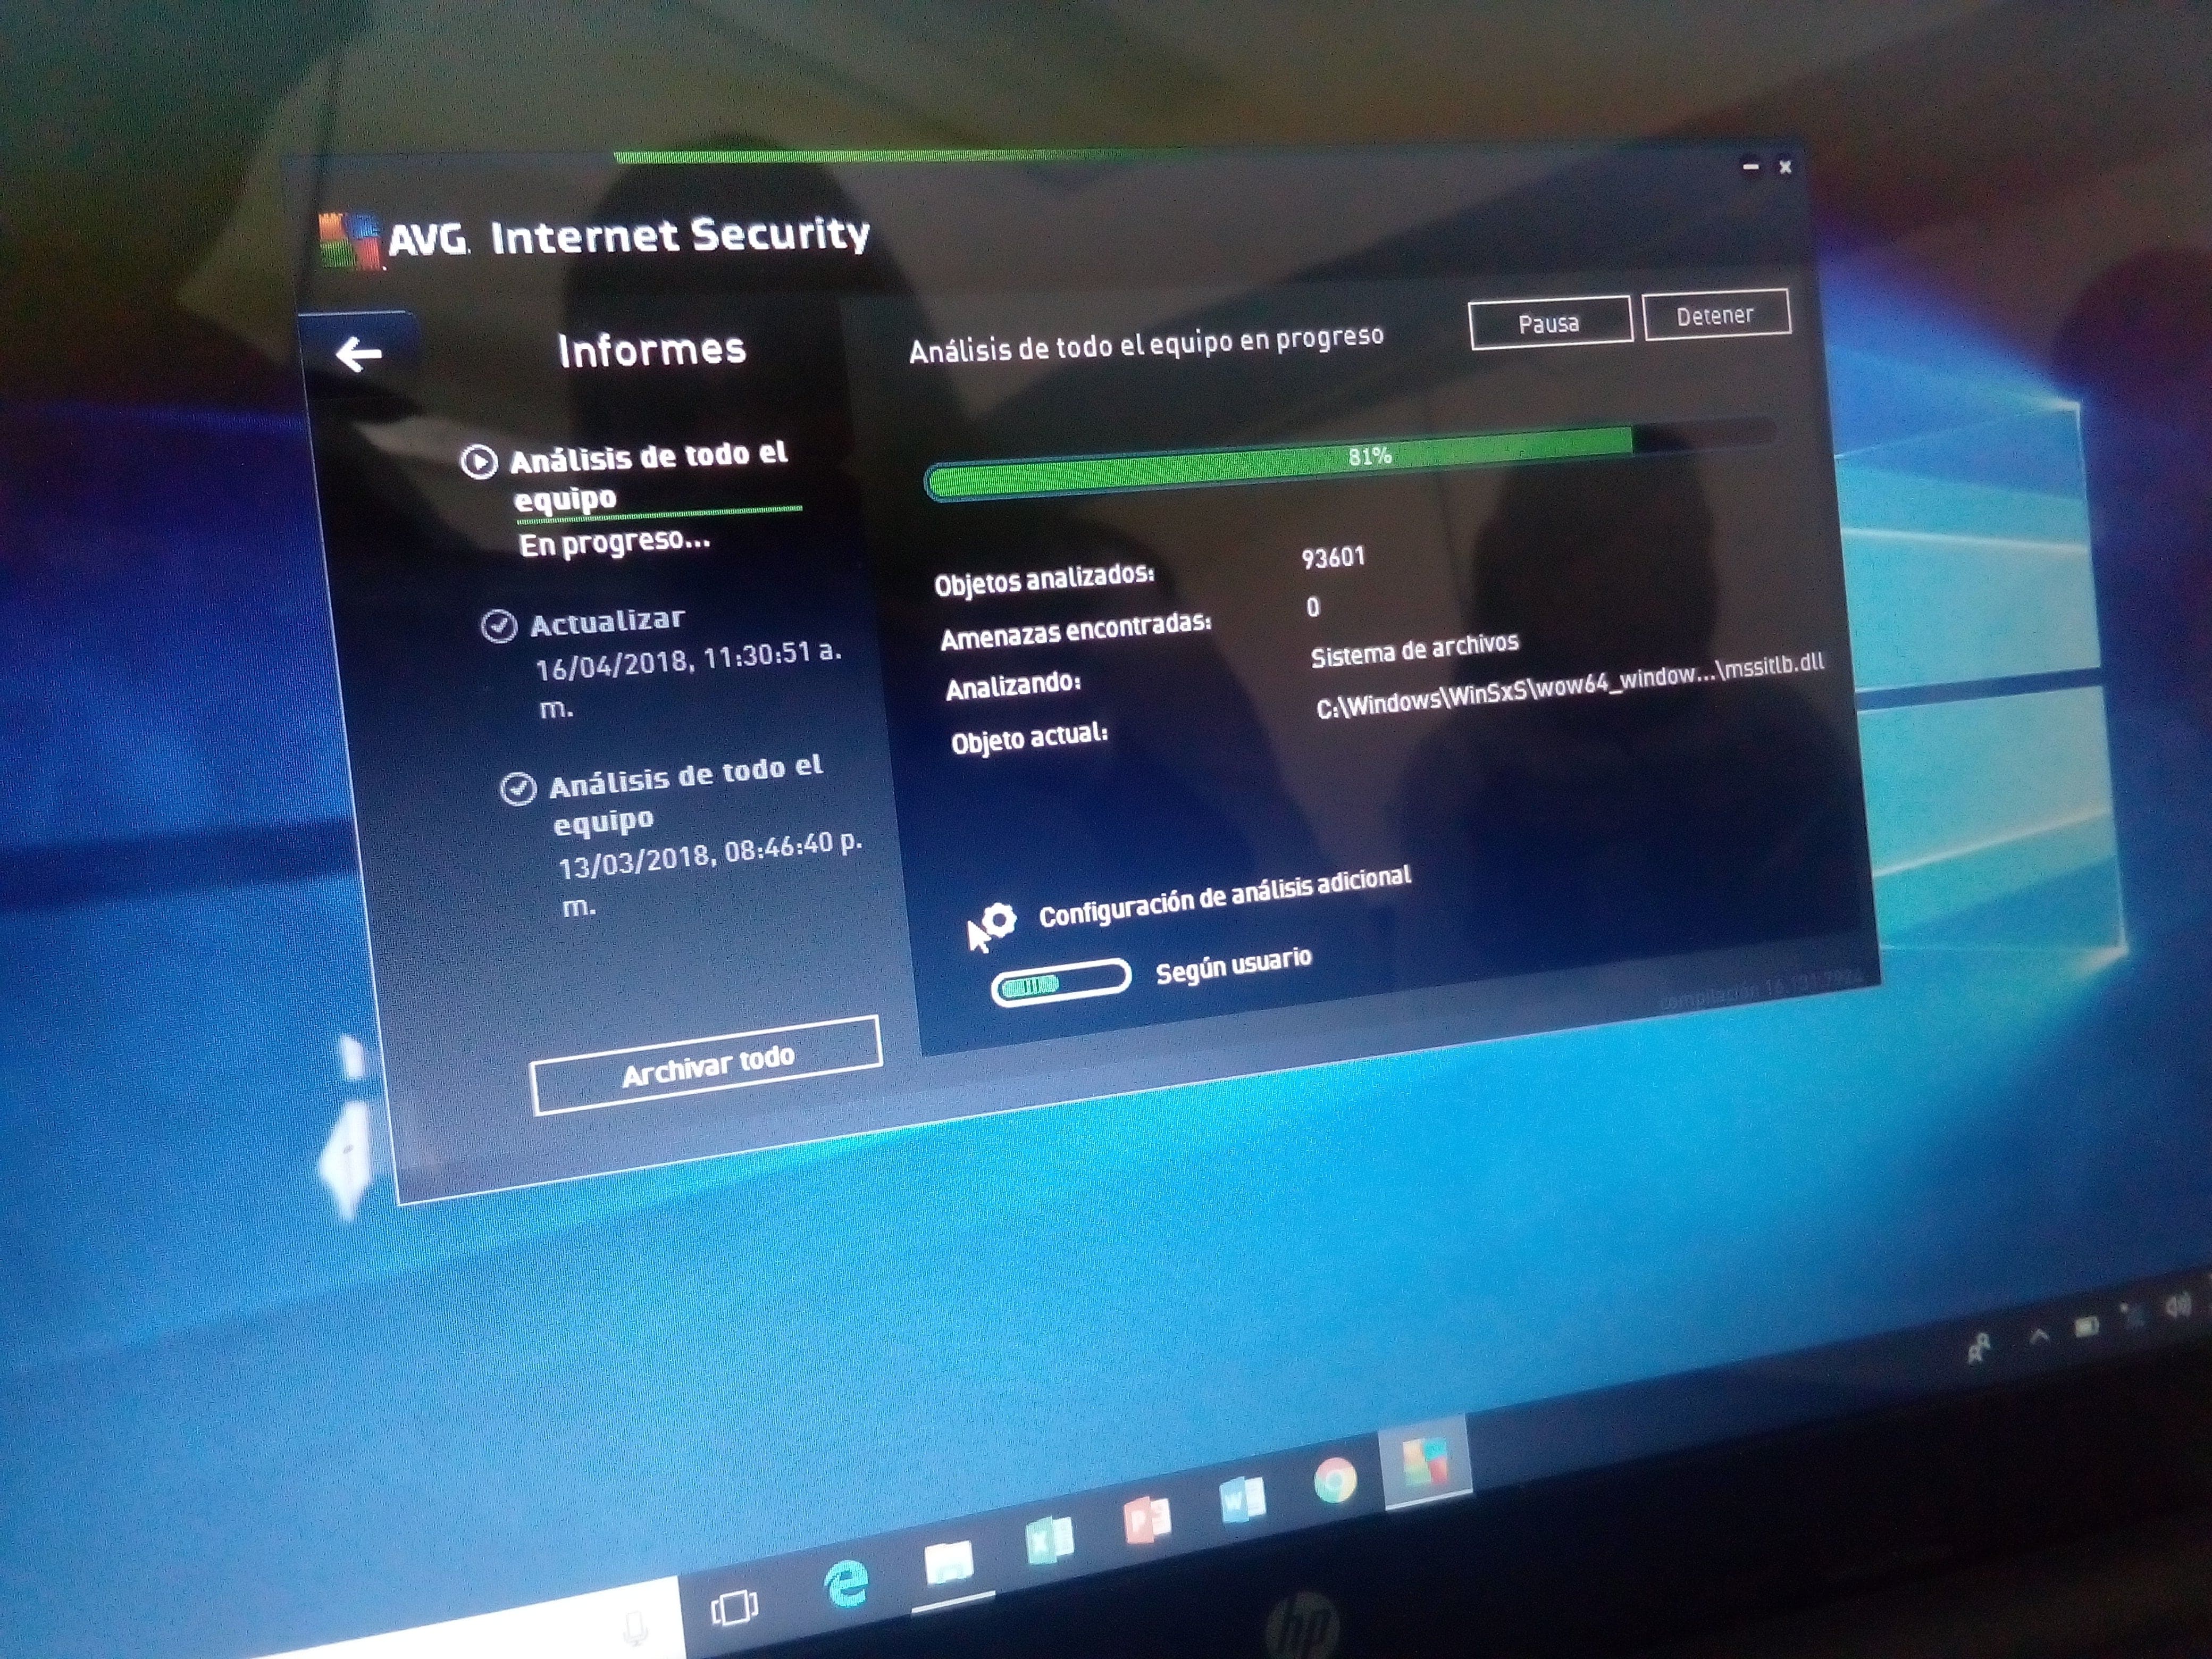 AVG. Internet Security
Informes
Análisis de todo el
equipo
En progreso...
Actualizar
16/04/2018, 11:30:51 a.
m.
Análisis de todo el
equipo
13/03/2018, 08:46:40 p.
m.
Archivar todo
Análisis de todo el equipo en progreso
Pausa
Detener
81%
Objetos analizados: 93601
Amenazas encontradas: 0
Analizando: Sistema de archivos
Objeto actual: C:\Windows\WinSxS\wow64_window...\mssitlb.dll
Configuración de análisis adicional
Según usuario
compilación
hp